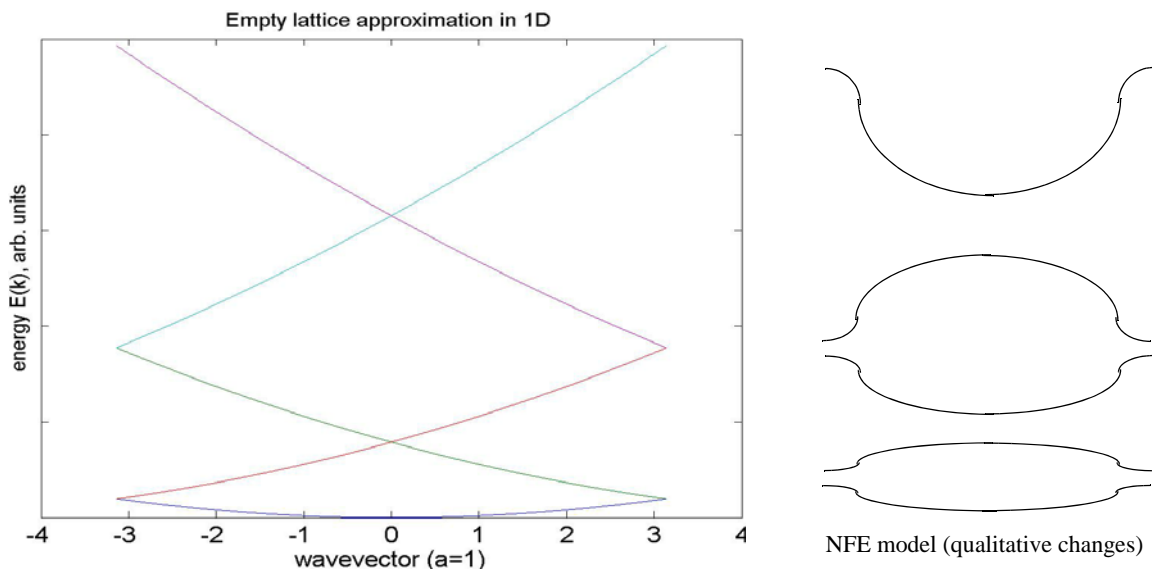 Empty lattice approximation in 1D
energy E(k), arb. units
-4 -3 -2 -1 0 1 2 3 4
wavevector (a=1)
NFE model (qualitative changes)